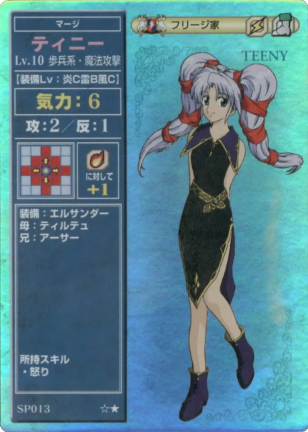 マージ
ティニー
Lv.10 歩兵系・魔法攻撃
【装備Lv：炎C雷B風C】
気力：6
攻：2／反：1
に対して
+1
装備：エルサンダー
母：ティルテュ
兄：アーサー
所持スキル
・怒り
SP013 ☆★
フリージ家
TEENY